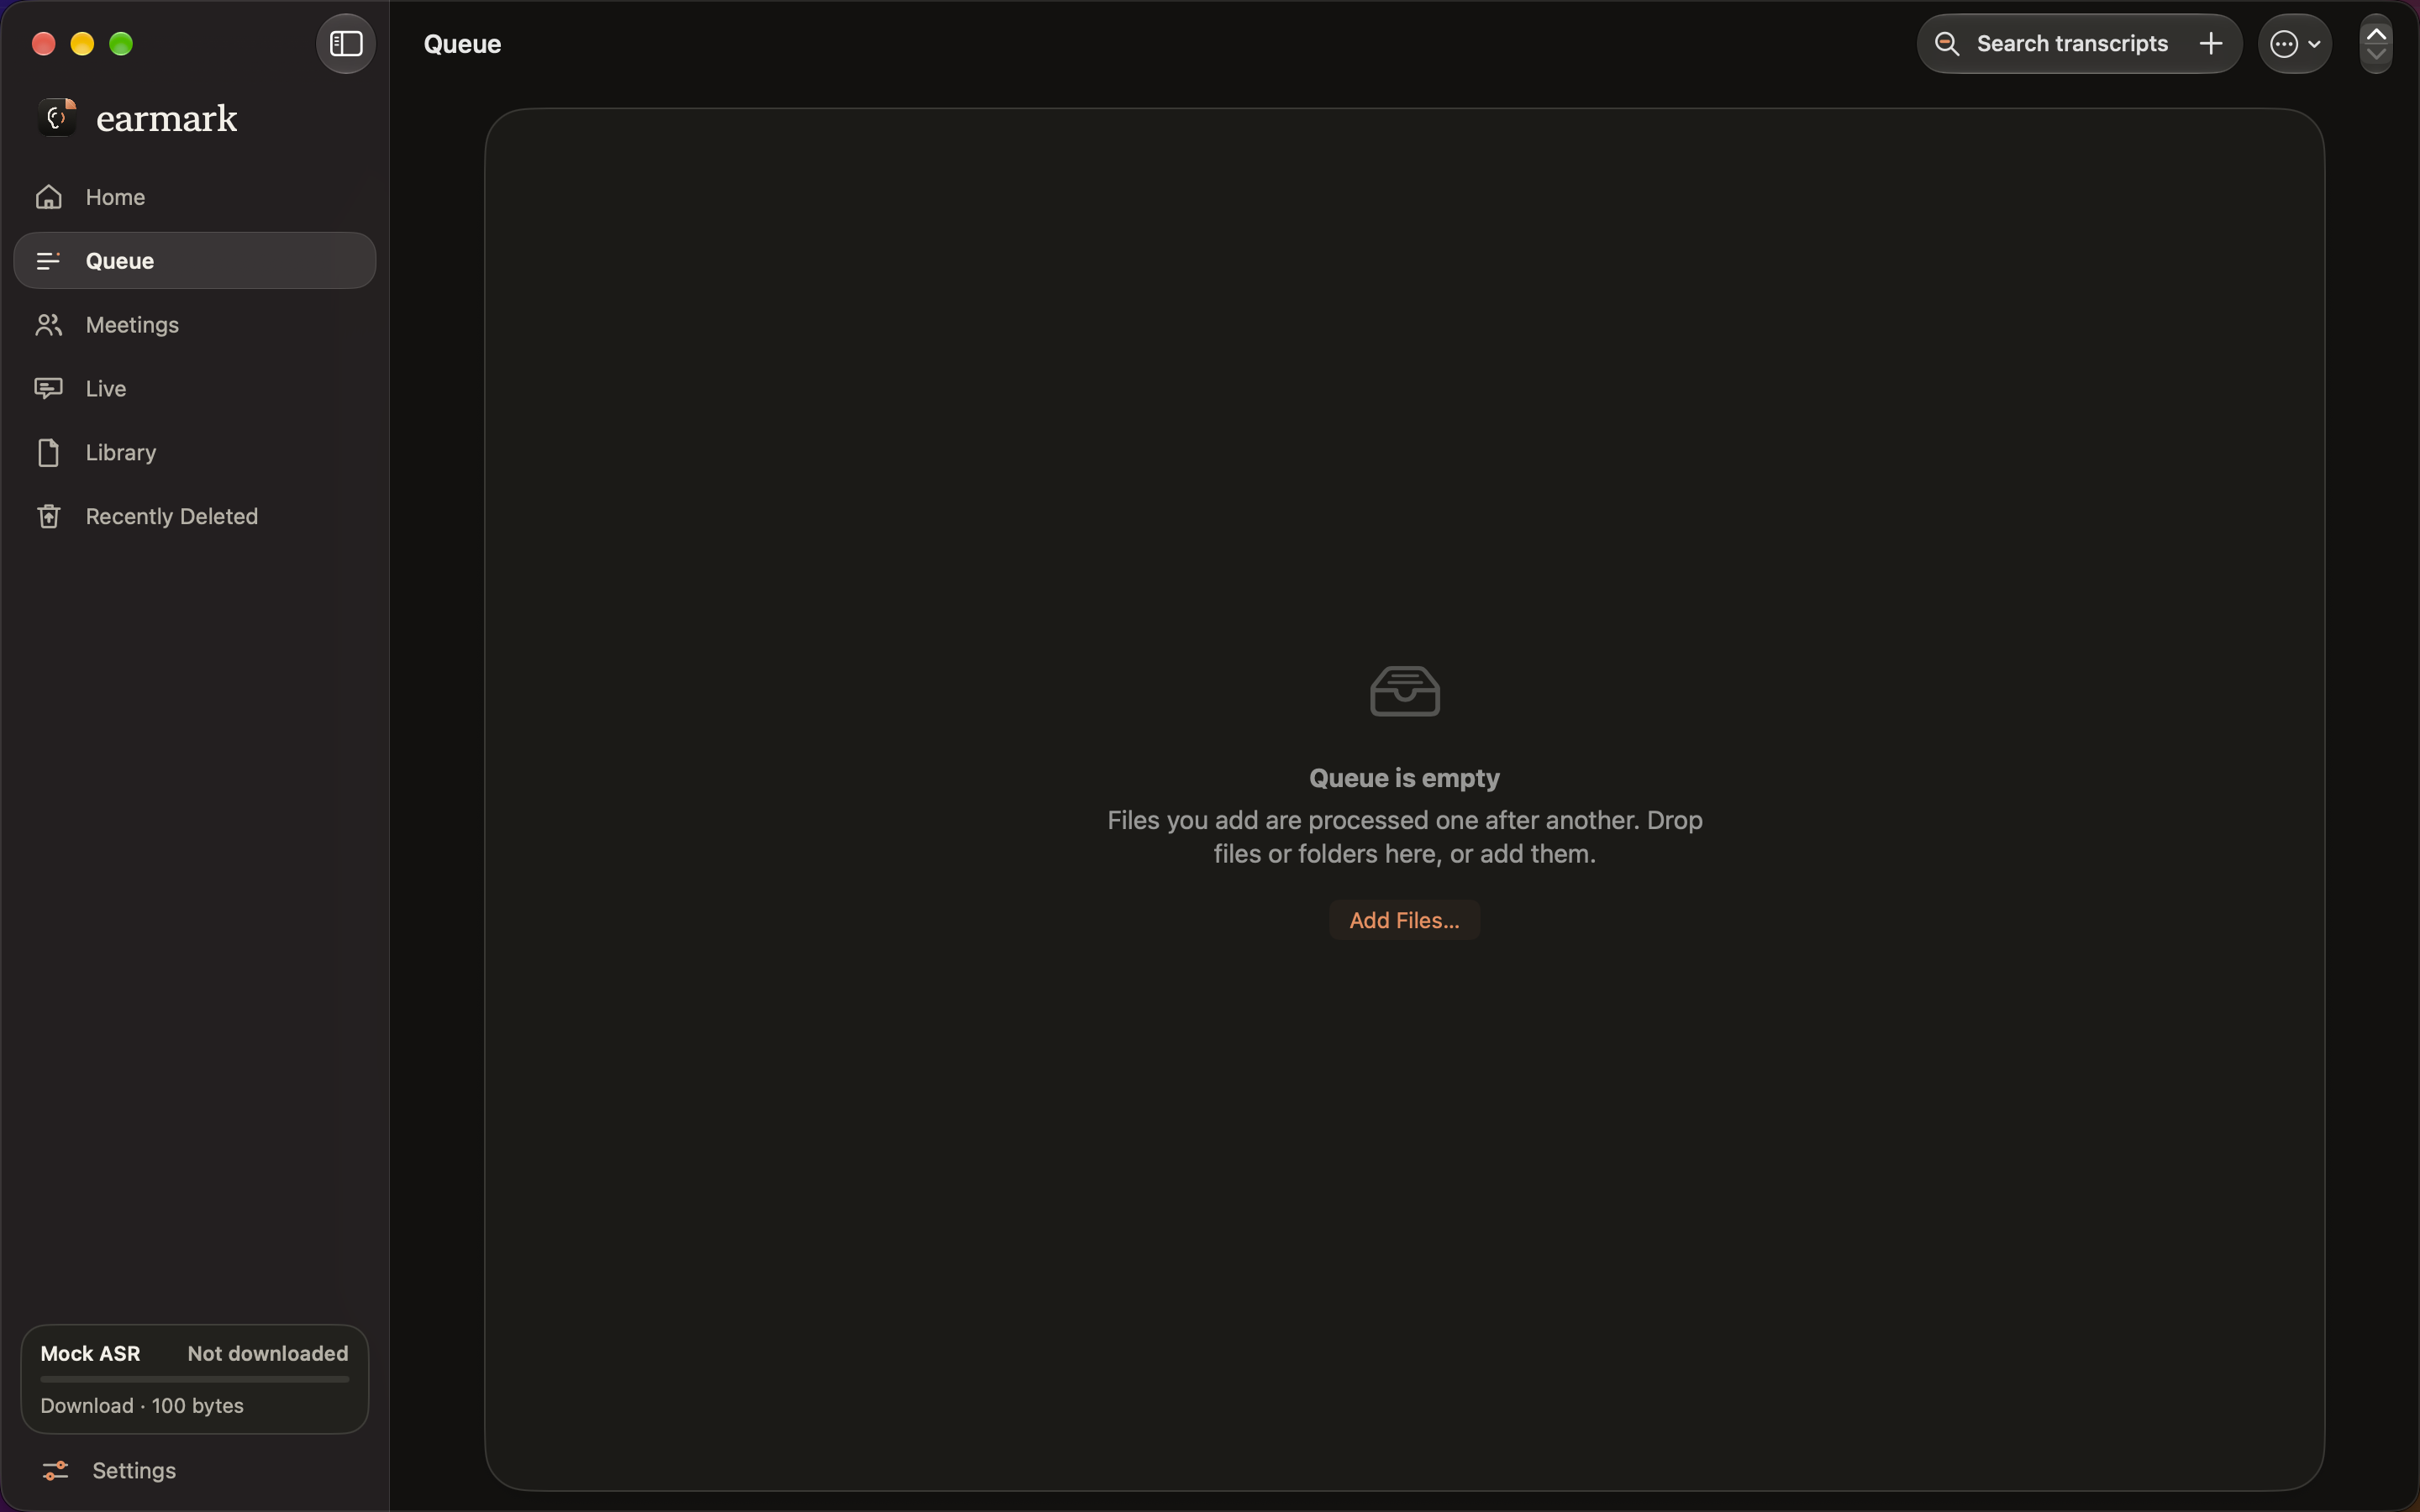 Queue
Search transcripts
earmark
Home
Queue
Meetings
Live
Library
Recently Deleted
Queue is empty
Files you add are processed one after another. Drop
files or folders here, or add them.
Add Files...
Mock ASR Not downloaded
Download · 100 bytes
Settings